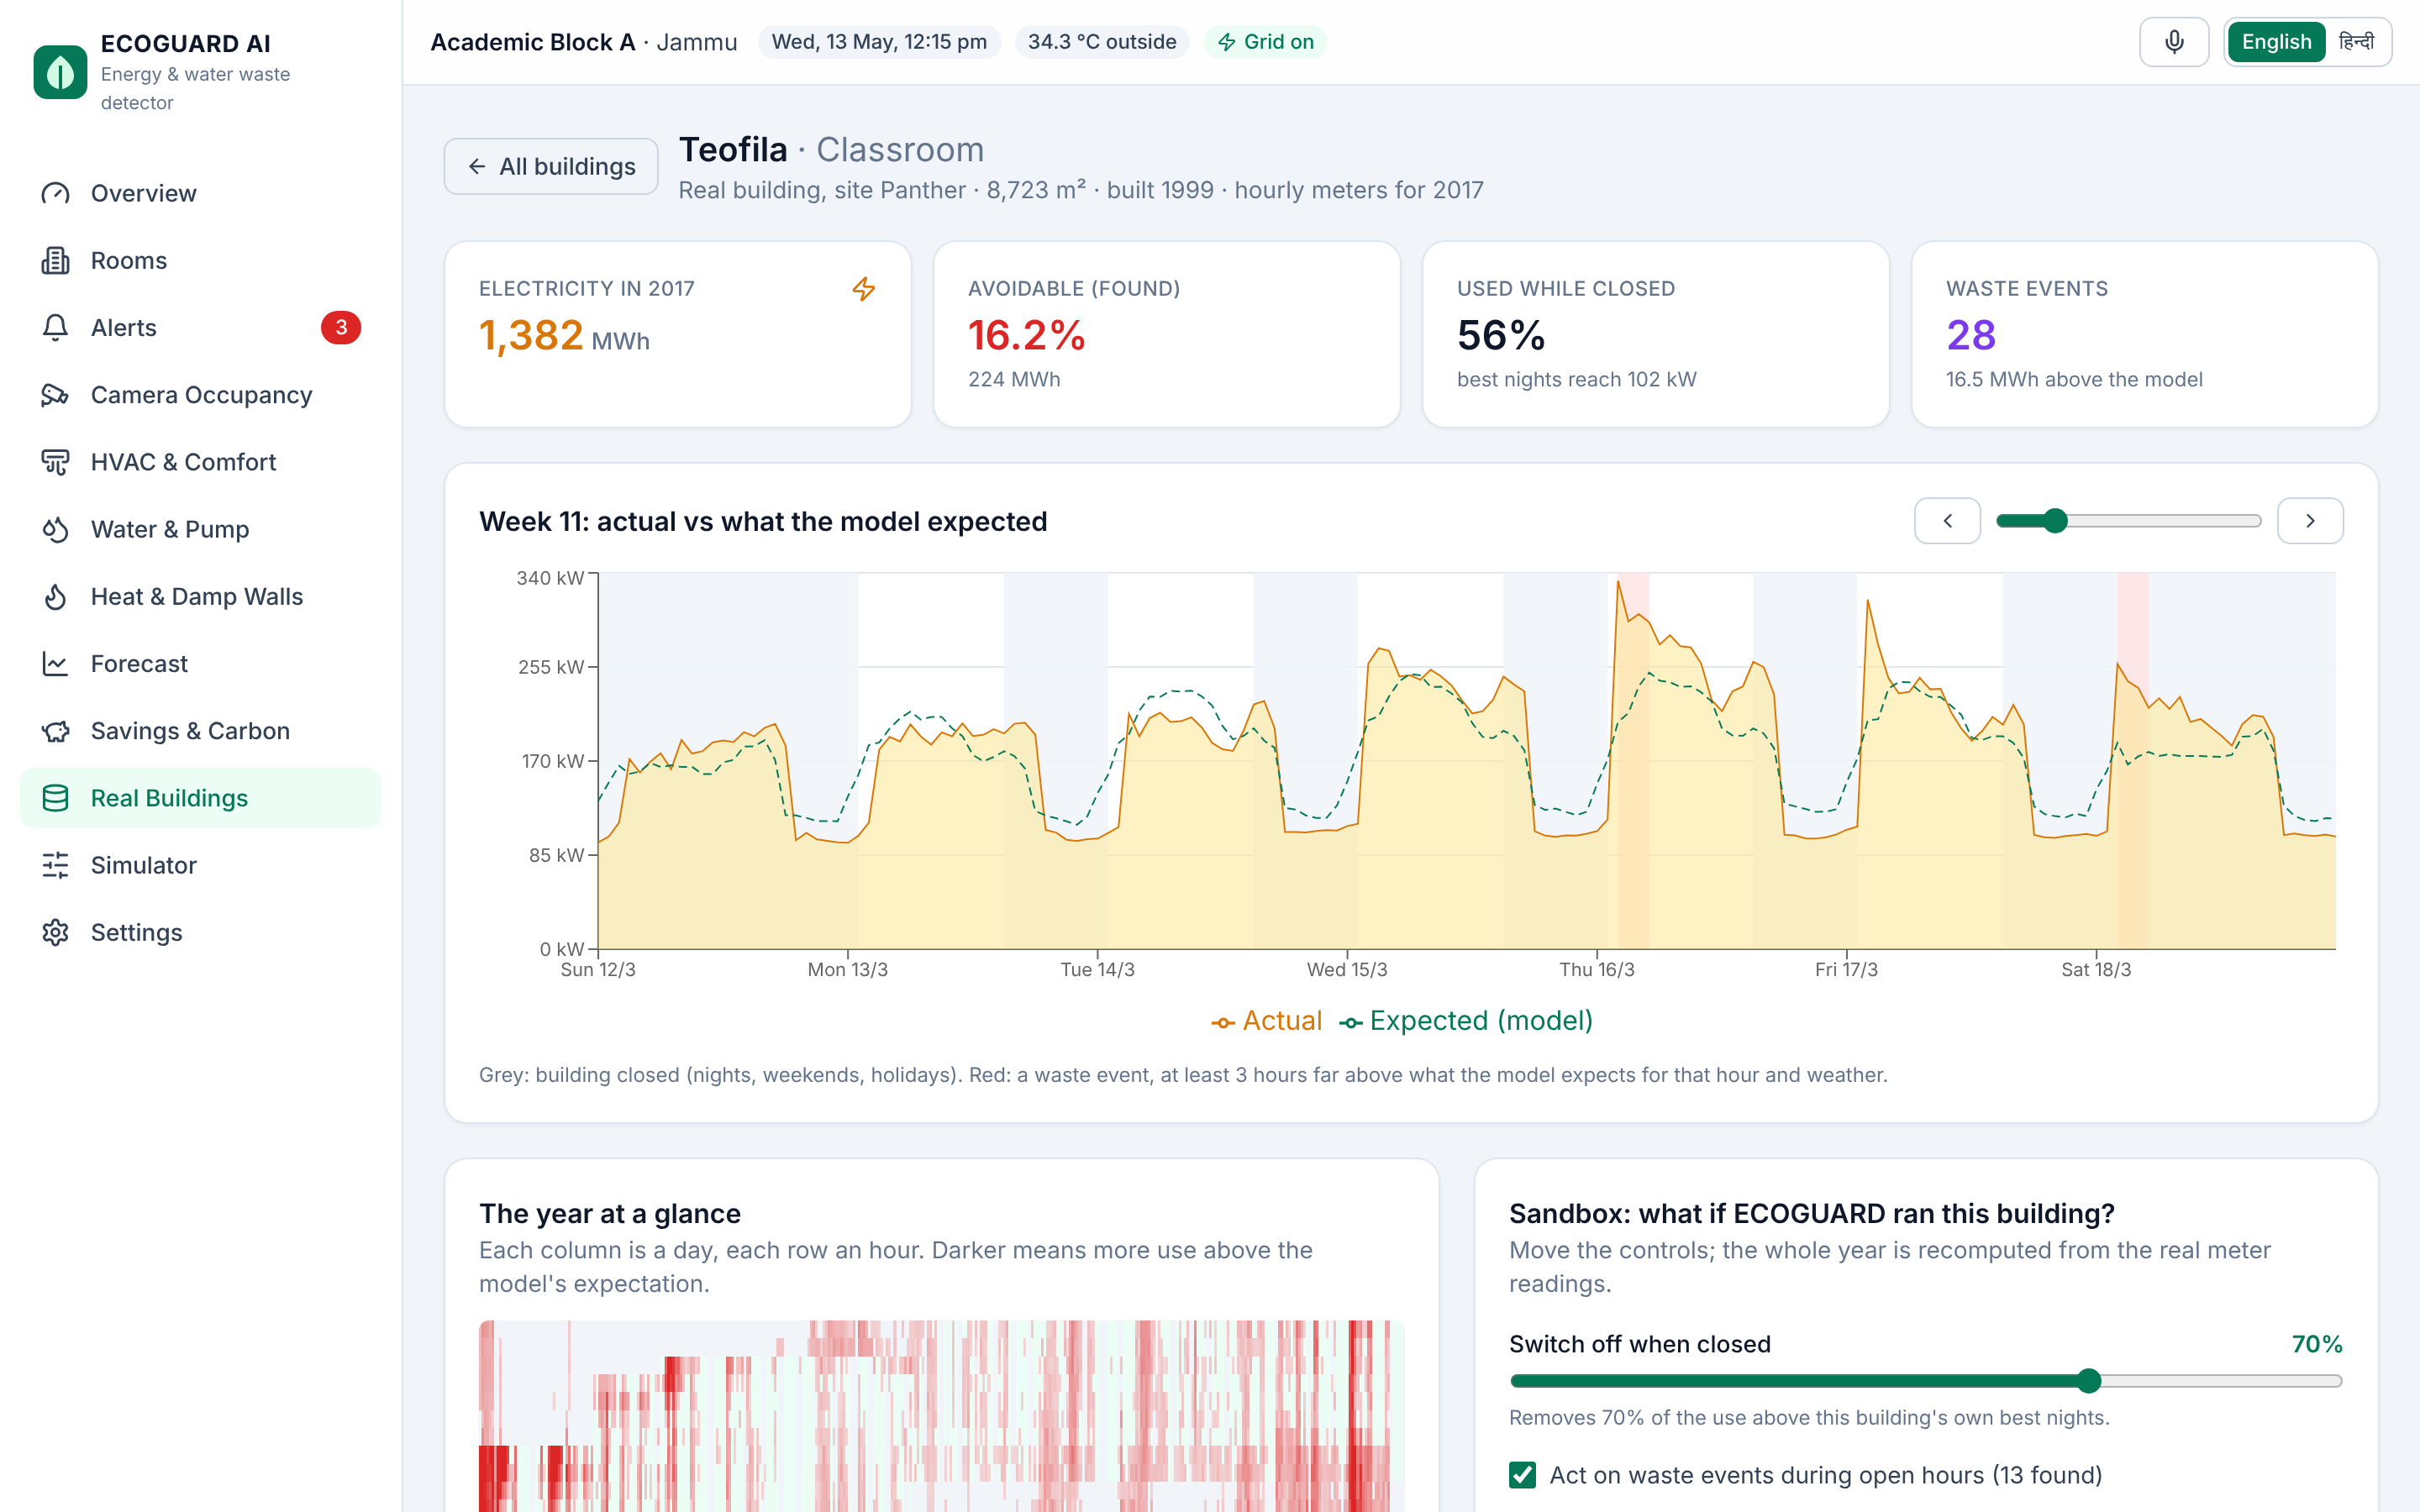 ECOGUARD AI
Energy & water waste
detector
Overview
Rooms
Alerts
3
Camera Occupancy
HVAC & Comfort
Water & Pump
Heat & Damp Walls
Forecast
Savings & Carbon
Real Buildings
Simulator
Settings
Academic Block A · Jammu
Wed, 13 May, 12:15 pm
34.3 °C outside
Grid on
English
हिन्दी
← All buildings
Teofila · Classroom
Real building, site Panther · 8,723 m² · built 1999 · hourly meters for 2017
ELECTRICITY IN 2017
1,382 MWh
AVOIDABLE (FOUND)
16.2%
224 MWh
USED WHILE CLOSED
56%
best nights reach 102 kW
WASTE EVENTS
28
16.5 MWh above the model
Week 11: actual vs what the model expected
340 kW
255 kW
170 kW
85 kW
0 kW
Sun 12/3
Mon 13/3
Tue 14/3
Wed 15/3
Thu 16/3
Fri 17/3
Sat 18/3
Actual
Expected (model)
Grey: building closed (nights, weekends, holidays). Red: a waste event, at least 3 hours far above what the model expects for that hour and weather.
The year at a glance
Each column is a day, each row an hour. Darker means more use above the
model's expectation.
Sandbox: what if ECOGUARD ran this building?
Move the controls; the whole year is recomputed from the real meter
readings.
Switch off when closed
70%
Removes 70% of the use above this building's own best nights.
Act on waste events during open hours (13 found)